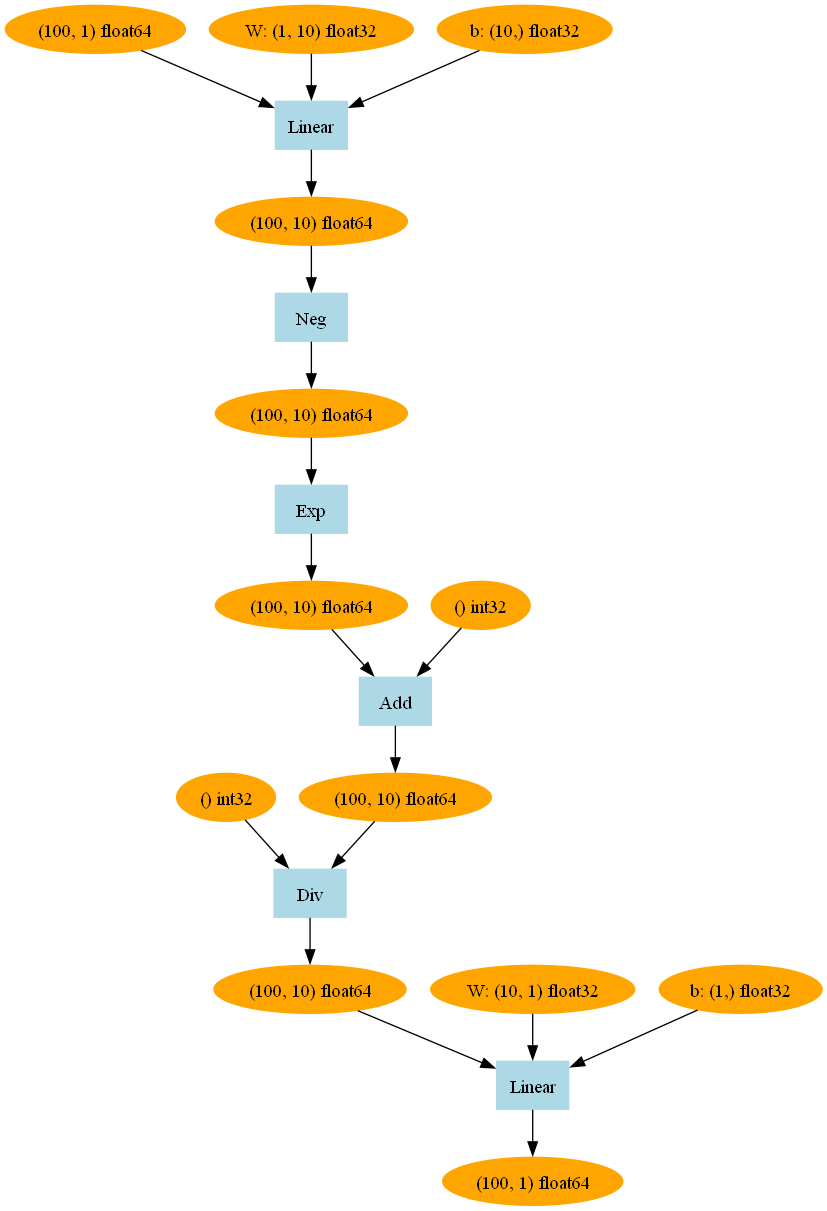 (100, 1) float64
W: (1, 10) float32
b: (10,) float32
Linear
(100, 10) float64
Neg
(100, 10) float64
Exp
(100, 10) float64
() int32
Add
() int32
(100, 10) float64
Div
(100, 10) float64
W: (10, 1) float32
b: (1,) float32
Linear
(100, 1) float64